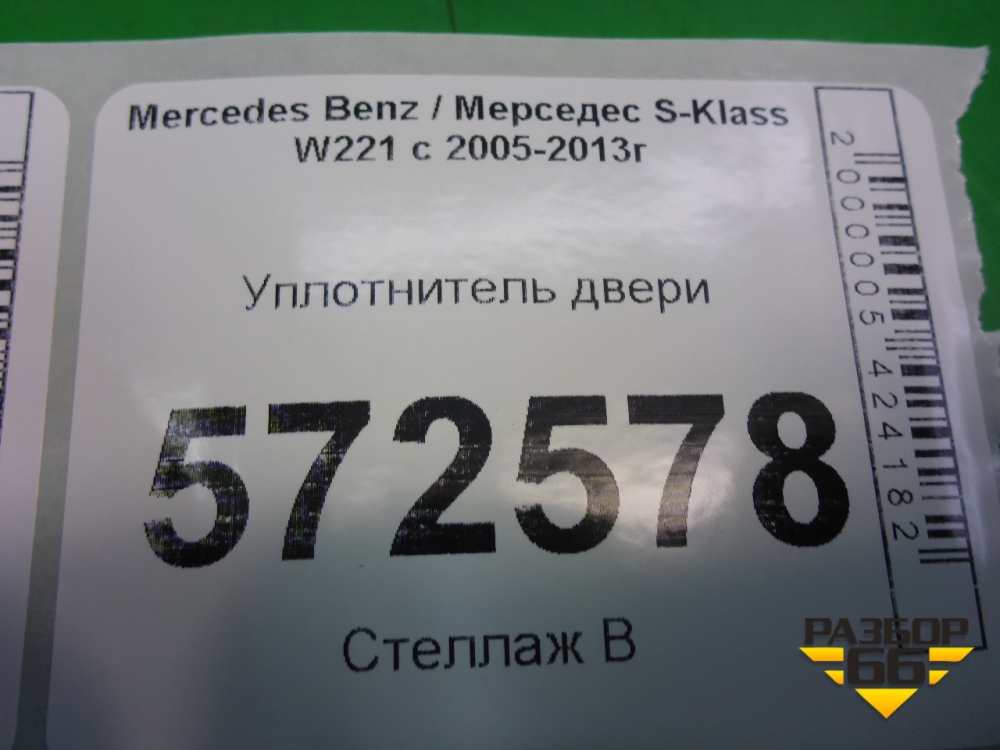 Mercedes Benz / Мерседес S-Klass
W221 с 2005-2013г
Уплотнитель двери
572578
Стеллаж В
2000005424182
РАЗБОР
66